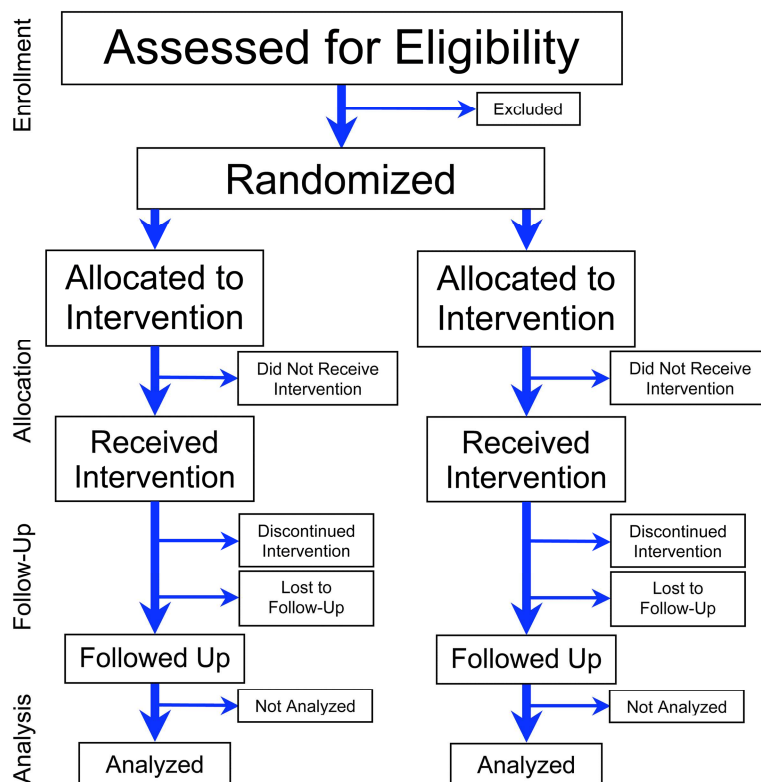 Enrollment
Assessed for Eligibility
Excluded
Randomized
Allocation
Allocated to
Intervention
Allocated to
Intervention
Did Not Receive
Intervention
Did Not Receive
Intervention
Received
Intervention
Received
Intervention
Follow-Up
Discontinued
Intervention
Discontinued
Intervention
Lost to
Follow-Up
Lost to
Follow-Up
Followed Up
Followed Up
Analysis
Not Analyzed
Not Analyzed
Analyzed
Analyzed